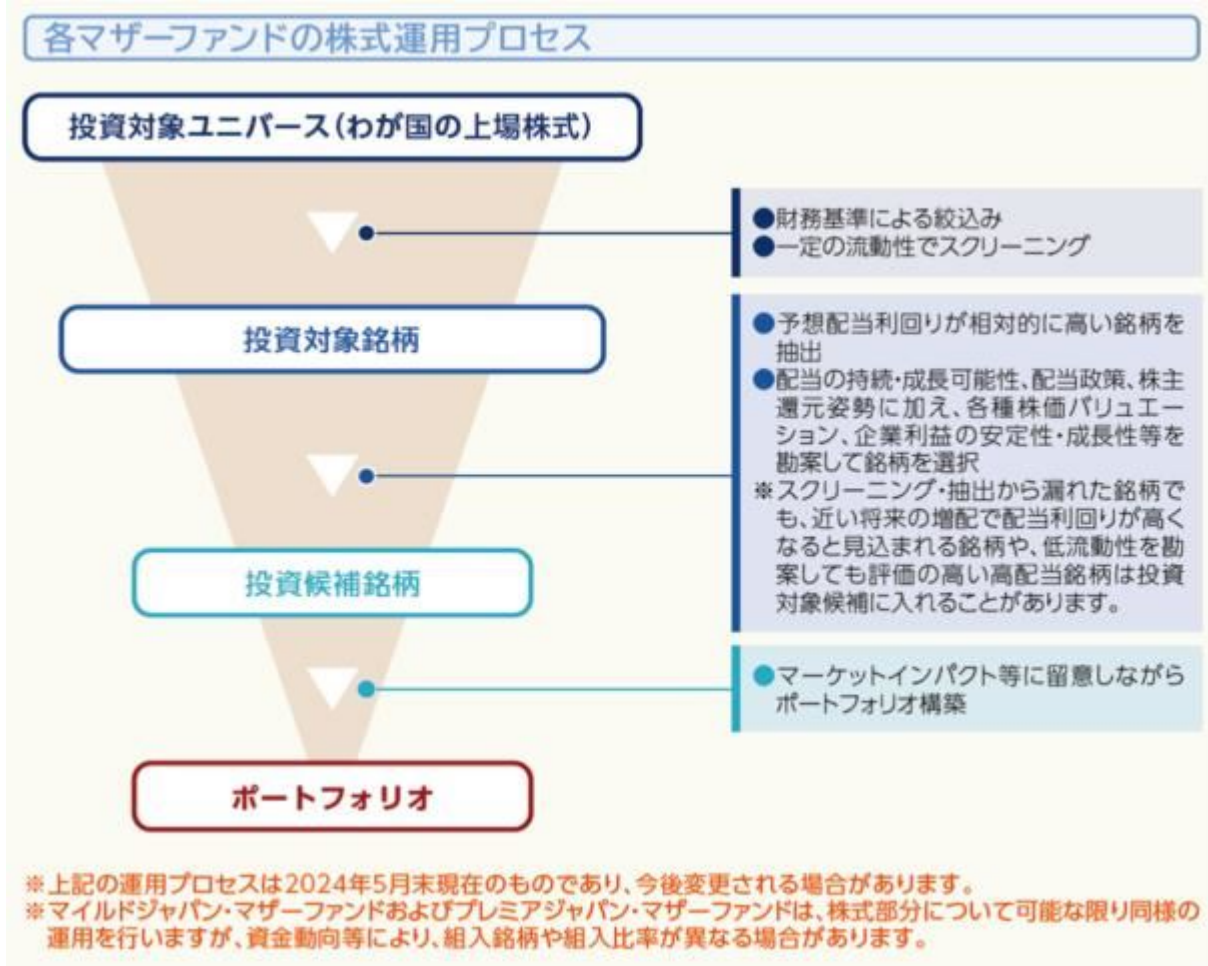 各マザーファンドの株式運用プロセス
投資対象ユニバース(わが国の上場株式)
●財務基準による絞込み
●一定の流動性でスクリーニング
投資対象銘柄
●予想配当利回りが相対的に高い銘柄を
抽出
●配当の持続・成長可能性、配当政策、株主
還元姿勢に加え、各種株価バリュエー
ション、企業利益の安定性・成長性等を
勘案して銘柄を選択
※スクリーニング・抽出から漏れた銘柄で
も、近い将来の増配で配当利回りが高く
なると見込まれる銘柄や、低流動性を勘
案しても評価の高い高配当銘柄は投資
対象候補に入れることがあります。
投資候補銘柄
●マーケットインパクト等に留意しながら
ポートフォリオ構築
ポートフォリオ
※上記の運用プロセスは2024年5月末現在のものであり、今後変更される場合があります。
※マイルドジャパン・マザーファンドおよびプレミアジャパン・マザーファンドは、株式部分について可能な限り同様の
運用を行いますが、資金動向等により、組入銘柄や組入比率が異なる場合があります。